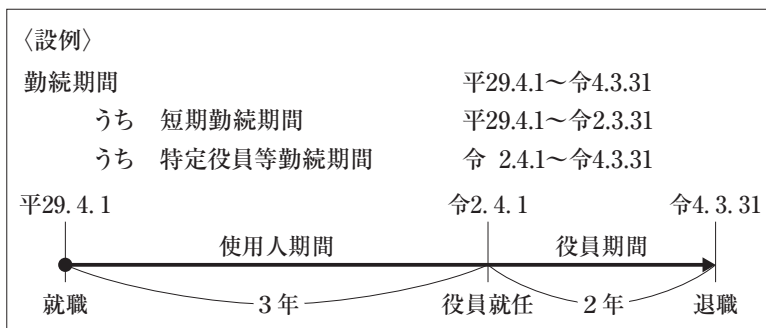 〈設例〉
勤続期間　平29.4.1～令4.3.31
うち　短期勤続期間　平29.4.1～令2.3.31
うち　特定役員等勤続期間　令 2.4.1～令4.3.31
平29.4.1　令2.4.1　令4.3.31
使用人期間　役員期間
就職　3年　役員就任　2年　退職